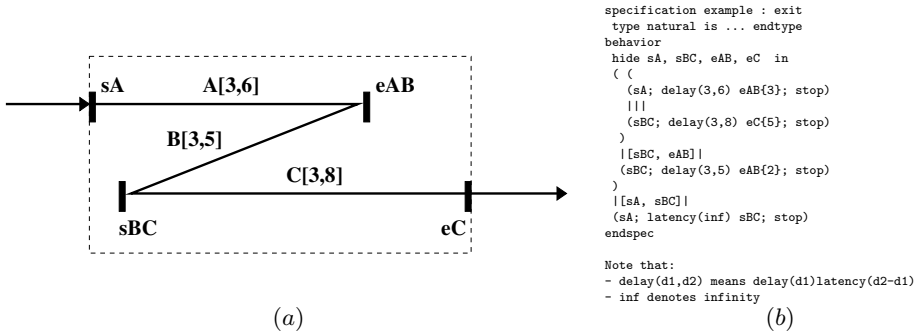 sA
A[3,6]
eAB
B[3,5]
C[3,8]
sBC
eC
(a)
specification example : exit
type natural is ... endtype
behavior
hide sA, sBC, eAB, eC in
( (
(sA; delay(3,6) eAB{3}; stop)
|||
(sBC; delay(3,8) eC{5}; stop)
)
|[sBC, eAB]|
(sBC; delay(3,5) eAB{2}; stop)
)
|[sA, sBC]|
(sA; latency(inf) sBC; stop)
endspec
Note that:
- delay(d1,d2) means delay(d1)latency(d2-d1)
- inf denotes infinity
(b)